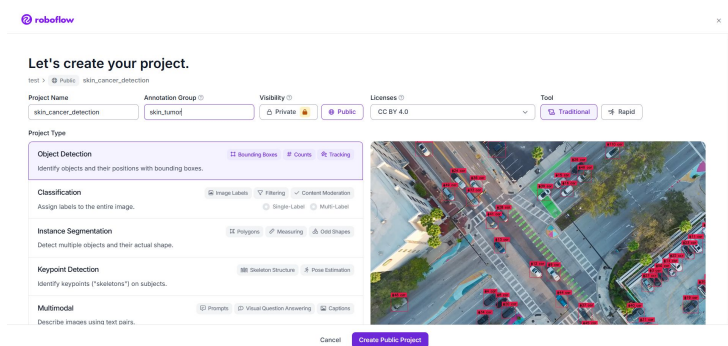 roboflow
Let's create your project.
test > Public skin_cancer_detection
Project Name
Annotation Group
Visibility
Licenses
Tool
skin_cancer_detection
skin_tumor
Private
Public
CC BY 4.0
Traditional
Rapid
Project Type
Object Detection
Bounding Boxes
Counts
Tracking
Identify objects and their positions with bounding boxes.
Classification
Image Labels
Filtering
Content Moderation
Assign labels to the entire image.
Single-Label
Multi-Label
Instance Segmentation
Polygons
Measuring
Odd Shapes
Detect multiple objects and their actual shape.
Keypoint Detection
Skeleton Structure
Pose Estimation
Identify keypoints ("skeletons") on subjects.
Multimodal
Prompts
Visual Question Answering
Captions
Describe images using text pairs.
Cancel
Create Public Project